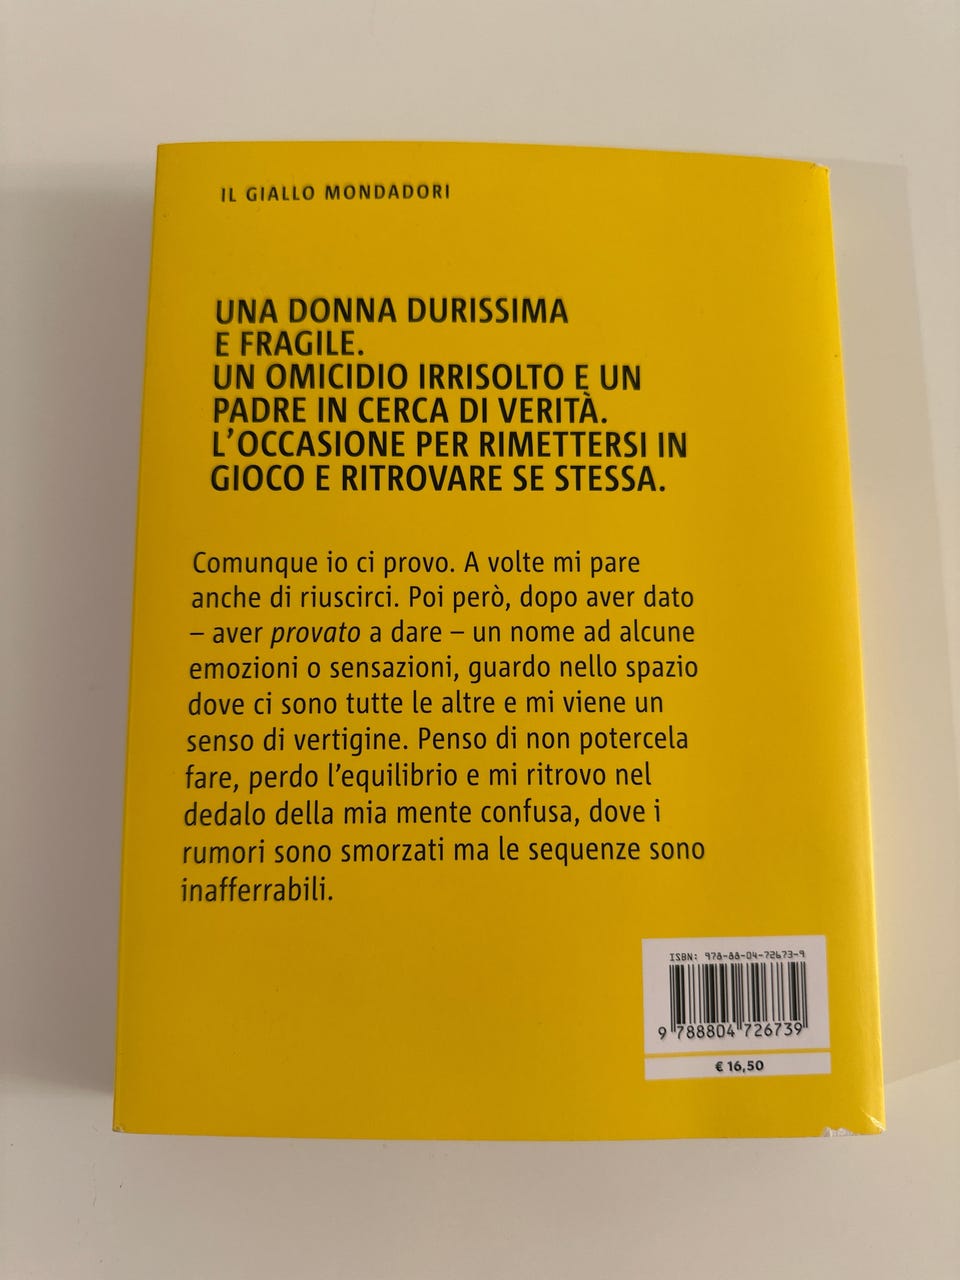 IL GIALLO MONDADORI
UNA DONNA DURISSIMA
E FRAGILE.
UN OMICIDIO IRRISOLTO E UN
PADRE IN CERCA DI VERITÀ.
L'OCCASIONE PER RIMETTERSI IN
GIOCO E RITROVARE SE STESSA.
Comunque io ci provo. A volte mi pare
anche di riuscirci. Poi però, dopo aver dato
– aver provato a dare – un nome ad alcune
emozioni o sensazioni, guardo nello spazio
dove ci sono tutte le altre e mi viene un
senso di vertigine. Penso di non potercela
fare, perdo l'equilibrio e mi ritrovo nel
dedalo della mia mente confusa, dove i
rumori sono smorzati ma le sequenze sono
inafferrabili.
ISBN: 978-88-04-72673-9
9 788804 726739
€ 16,50